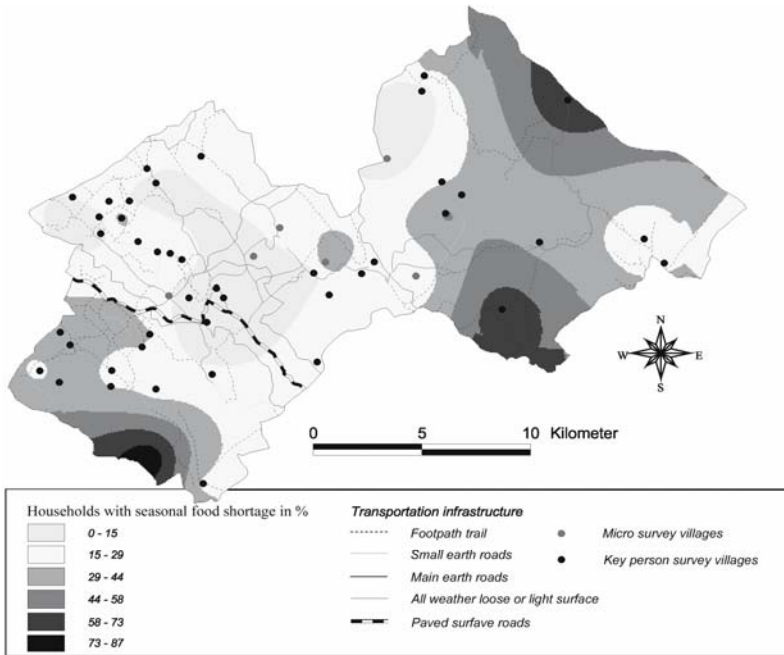 N
W E
S
0 5 10 Kilometer
Households with seasonal food shortage in %
0 - 15
15 - 29
29 - 44
44 - 58
58 - 73
73 - 87
Transportation infrastructure
Footpath trail
Small earth roads
Main earth roads
All weather loose or light surface
Paved surfave roads
Micro survey villages
Key person survey villages